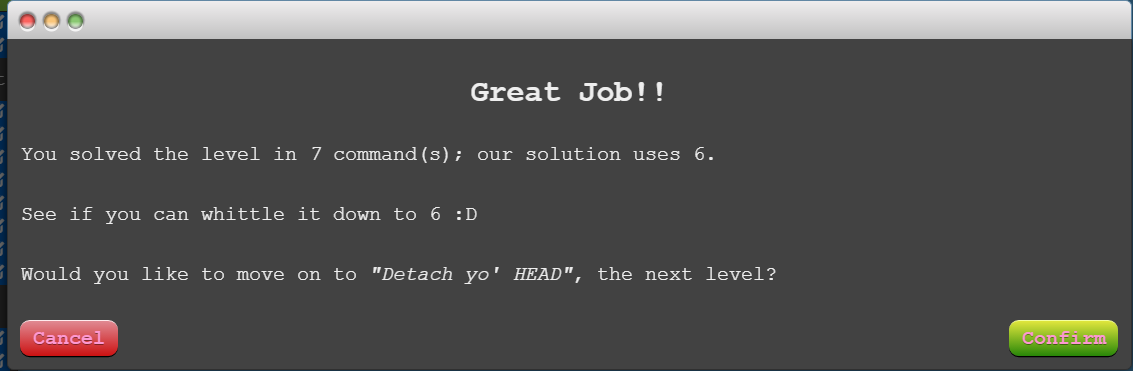 Great Job!!
You solved the level in 7 command(s); our solution uses 6.
See if you can whittle it down to 6 :D
Would you like to move on to "Detach yo' HEAD", the next level?
Cancel
Confirm